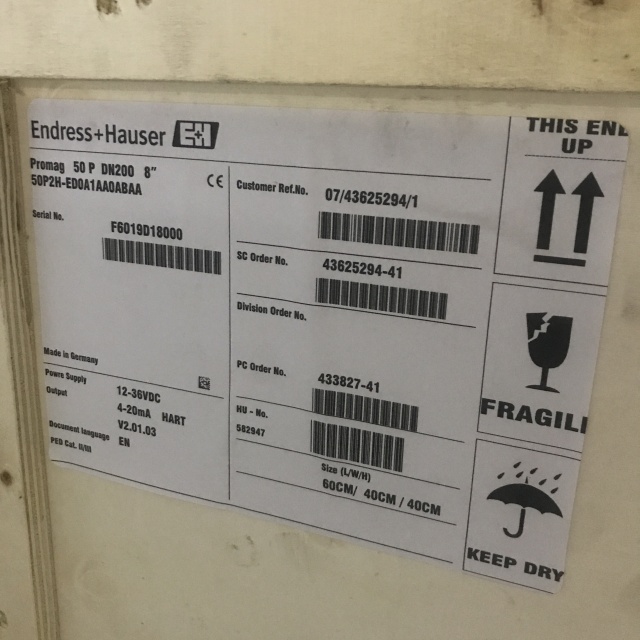 Endress+Hauser E+H
Promag 50 P DN200 8"
50P2H-ED0A1AA0ABAA
CE
Serial No.
F6019D18000
Made in Germany
Power Supply 12-36VDC
Output 4-20mA HART
V2.01.03
Document language EN
PED Cat. II/III
Customer Ref.No. 07/43625294/1
SC Order No. 43625294-41
Division Order No.
PC Order No. 433827-41
HU - No.
582947
Size (L/W/H)
60CM/ 40CM / 40CM
THIS END
UP
FRAGILE
KEEP DRY